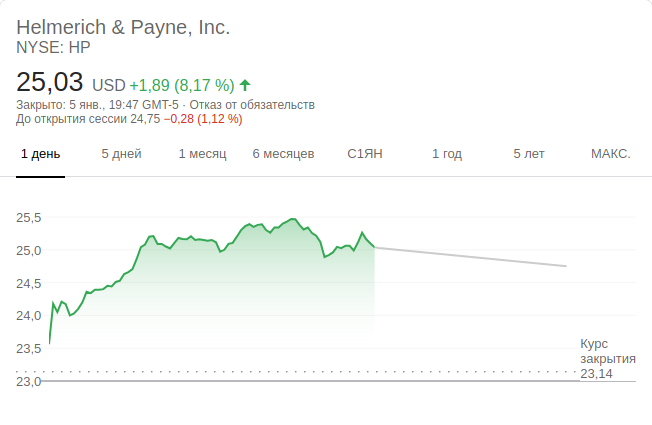 Helmerich & Payne, Inc.
NYSE: HP
25,03 USD +1,89 (8,17 %)
Закрыто: 5 янв., 19:47 GMT-5 · Отказ от обязательств
До открытия сессии 24,75 −0,28 (1,12 %)
1 день 5 дней 1 месяц 6 месяцев С1ЯН 1 год 5 лет МАКС.
25,5
25,0
24,5
24,0
23,5
23,0
Курс
закрытия
23,14